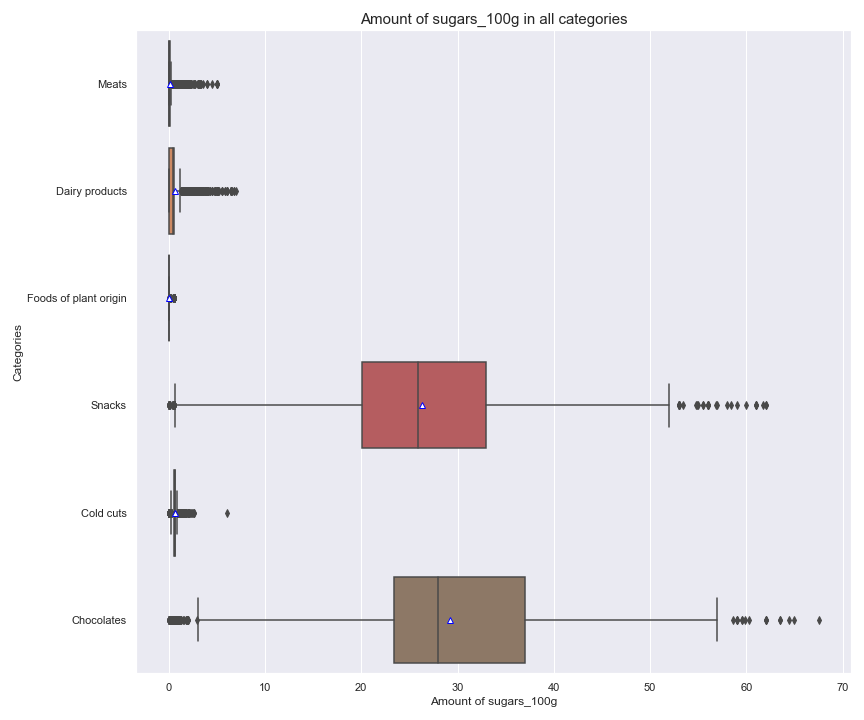 Amount of sugars_100g in all categories
Meats
Dairy products
Foods of plant origin
Snacks
Cold cuts
Chocolates
Categories
0 10 20 30 40 50 60 70
Amount of sugars_100g